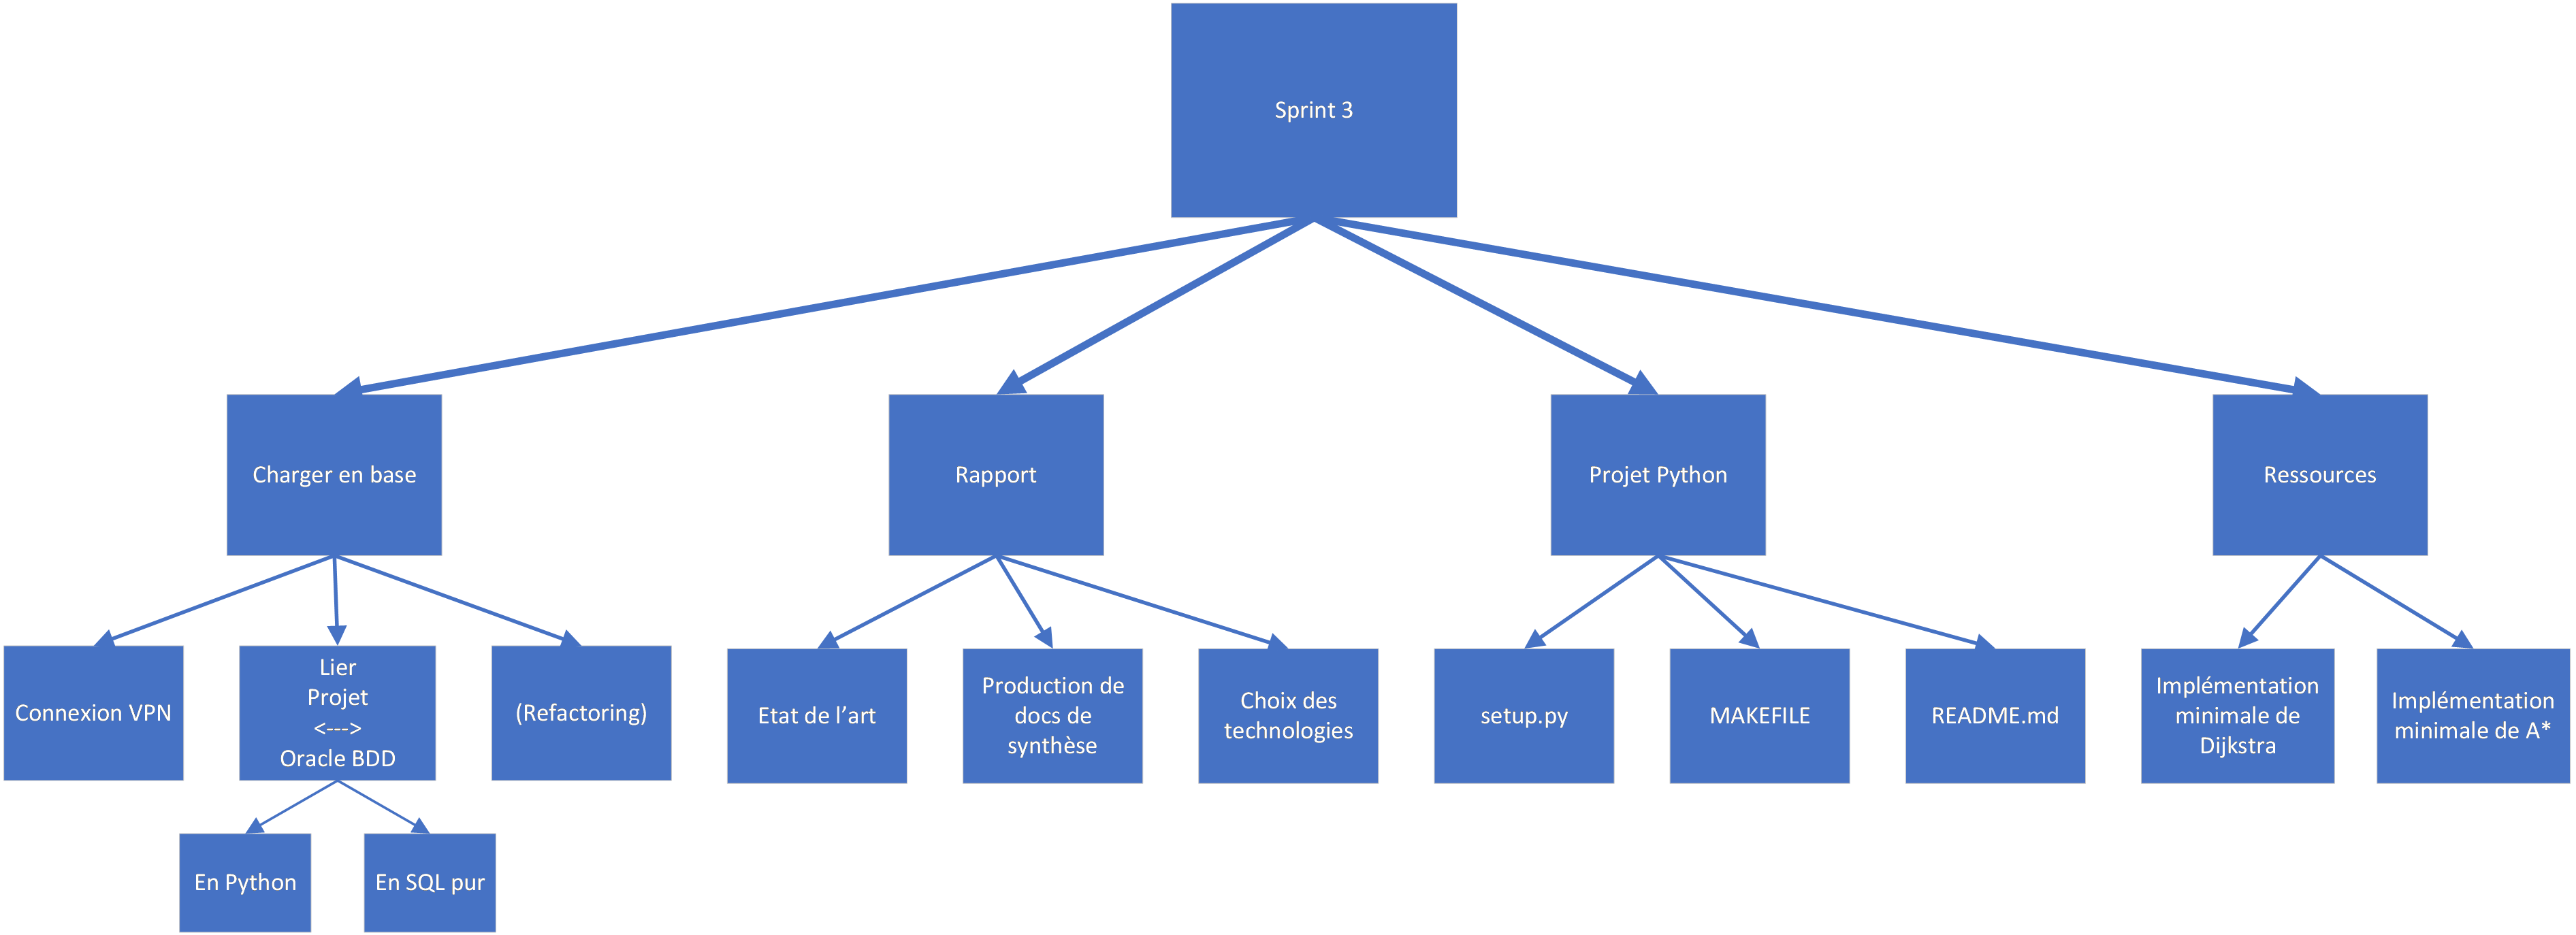 Sprint 3
Charger en base
Rapport
Projet Python
Ressources
Connexion VPN
Lier
Projet
<--->
Oracle BDD
(Refactoring)
Etat de l’art
Production de
docs de
synthèse
Choix des
technologies
setup.py
MAKEFILE
README.md
Implémentation
minimale de
Dijkstra
Implémentation
minimale de A*
En Python
En SQL pur